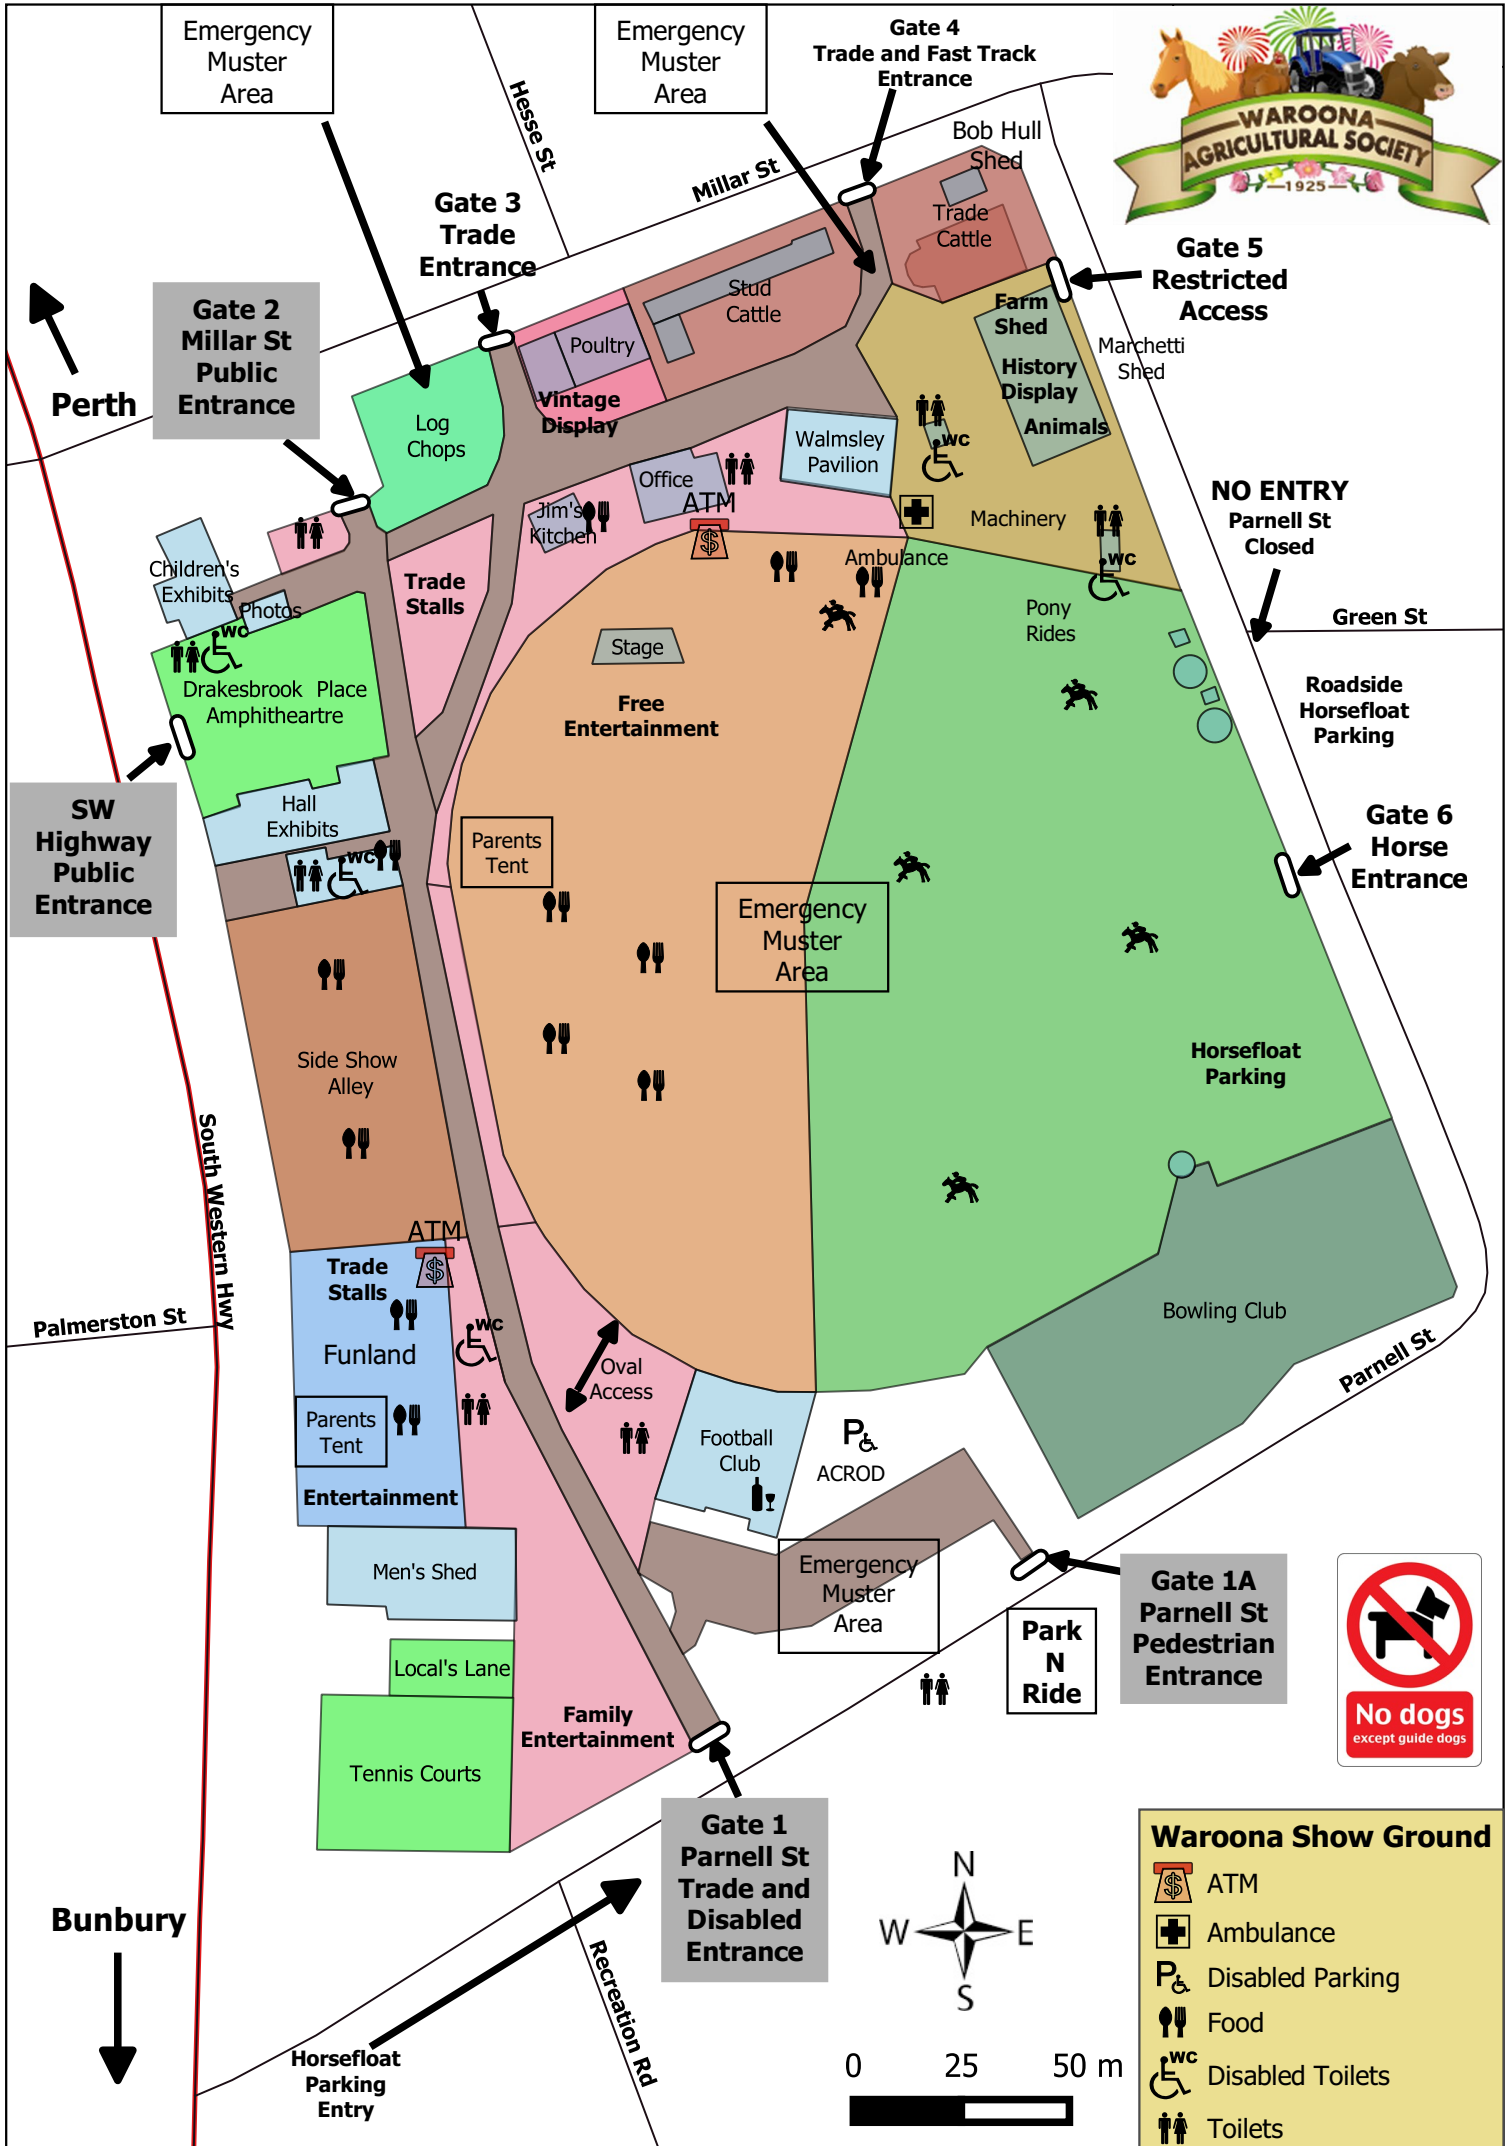 Emergency
Muster
Area
Emergency
Muster
Area
Gate 4
Trade and Fast Track
Entrance
WAROONA
AGRICULTURAL SOCIETY
1925
Hesse St
Millar St
Bob Hull
Shed
Trade
Cattle
Gate 3
Trade
Entrance
Gate 5
Restricted
Access
Gate 2
Millar St
Public
Entrance
Perth
Stud
Cattle
Poultry
Vintage
Display
Farm
Shed
History
Display
Animals
Marchetti
Shed
Log
Chops
Walmsley
Pavilion
WC
Office
ATM
$
Jim's
Kitchen
Machinery
Ambulance
WC
NO ENTRY
Parnell St
Closed
Green St
Children's
Exhibits
Photos
WC
Trade
Stalls
Pony
Rides
Stage
Free
Entertainment
Drakesbrook Place
Amphitheartre
Roadside
Horsefloat
Parking
SW
Highway
Public
Entrance
Hall
Exhibits
WC
Parents
Tent
Gate 6
Horse
Entrance
Emergency
Muster
Area
Side Show
Alley
Horsefloat
Parking
South Western Hwy
ATM
$
Trade
Stalls
WC
Funland
Palmerston St
Parents
Tent
Entertainment
Oval
Access
Football
Club
P
ACROD
Bowling Club
Parnell St
Men's Shed
Emergency
Muster
Area
Gate 1A
Parnell St
Pedestrian
Entrance
Park
N
Ride
Local's Lane
Family
Entertainment
Tennis Courts
No dogs
except guide dogs
Gate 1
Parnell St
Trade and
Disabled
Entrance
Bunbury
Horsefloat
Parking
Entry
Recreation Rd
N
W
E
S
0 25 50 m
Waroona Show Ground
$ ATM
Ambulance
P Disabled Parking
Food
WC Disabled Toilets
Toilets